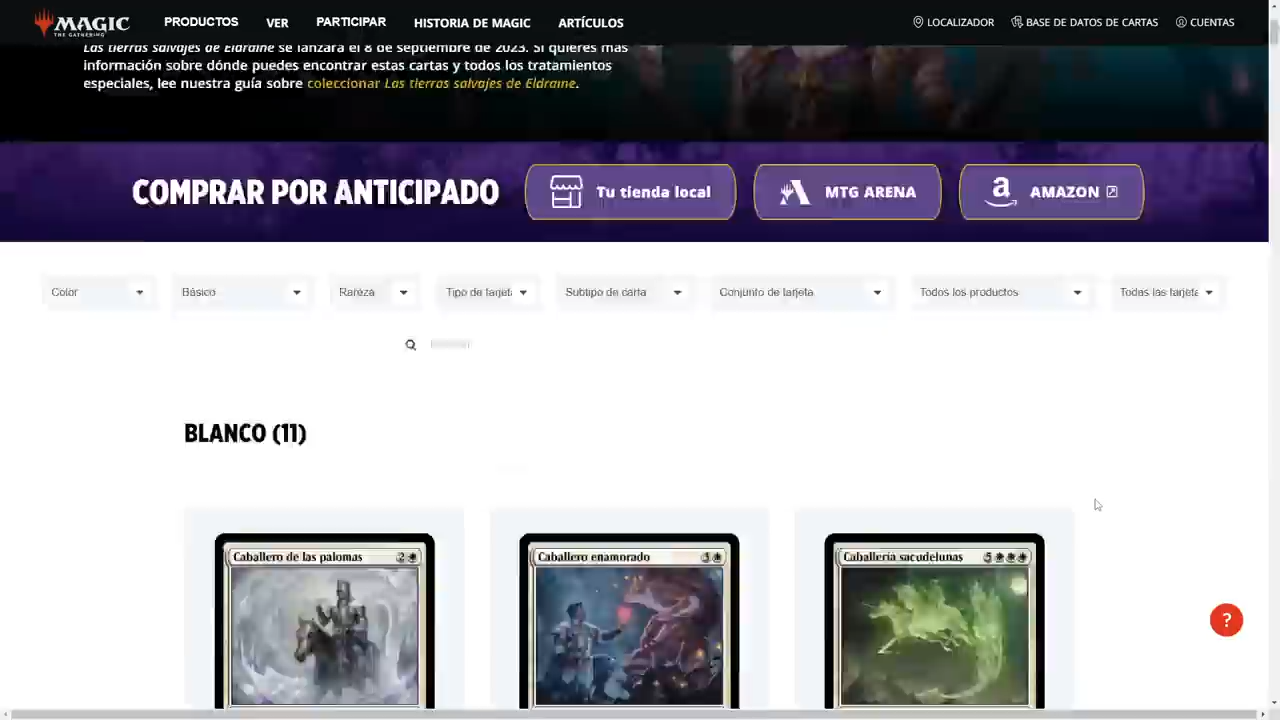 MAGIC
THE GATHERING
PRODUCTOS VER PARTICIPAR HISTORIA DE MAGIC ARTÍCULOS LOCALIZADOR BASE DE DATOS DE CARTAS CUENTAS
Las tierras salvajes de Eldraine se lanzará el 8 de septiembre de 2023. Si quieres más
información sobre dónde puedes encontrar estas cartas y todos los tratamientos
especiales, lee nuestra guía sobre coleccionar Las tierras salvajes de Eldraine.
COMPRAR POR ANTICIPADO
Tu tienda local
MTG ARENA
AMAZON
Color Básico Rareza Tipo de tarjeta Subtipo de carta Conjunto de tarjeta Todos los productos Todas las tarjeta
BLANCO (11)
Caballero de las palomas 2
Caballero enamorado
Caballería sacudelunas 5
?